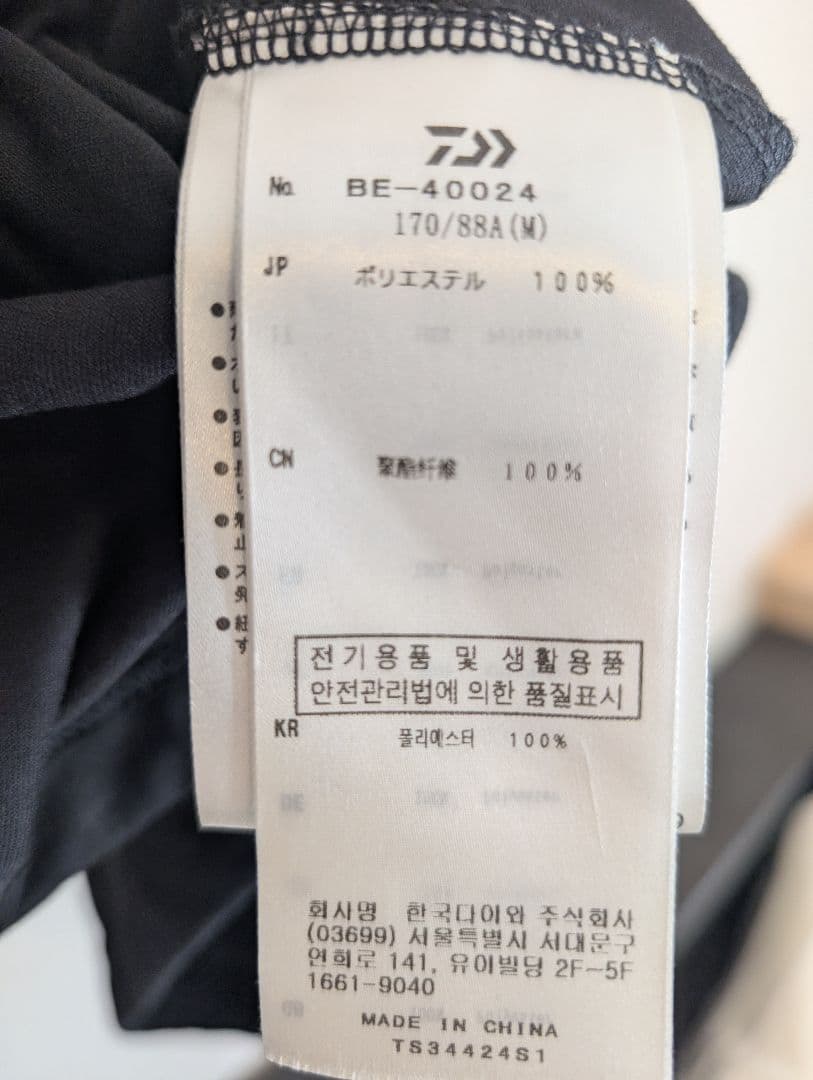 No. BE-40024
170/88A(M)
JP ポリエステル 100%
CN 聚酯纤维 100%
전기용품 및 생활용품
안전관리법에 의한 품질표시
KR 폴리에스터 100%
회사명 한국다이와 주식회사
(03699) 서울특별시 서대문구
연희로 141, 유이빌딩 2F~5F
1661-9040
MADE IN CHINA
TS34424S1